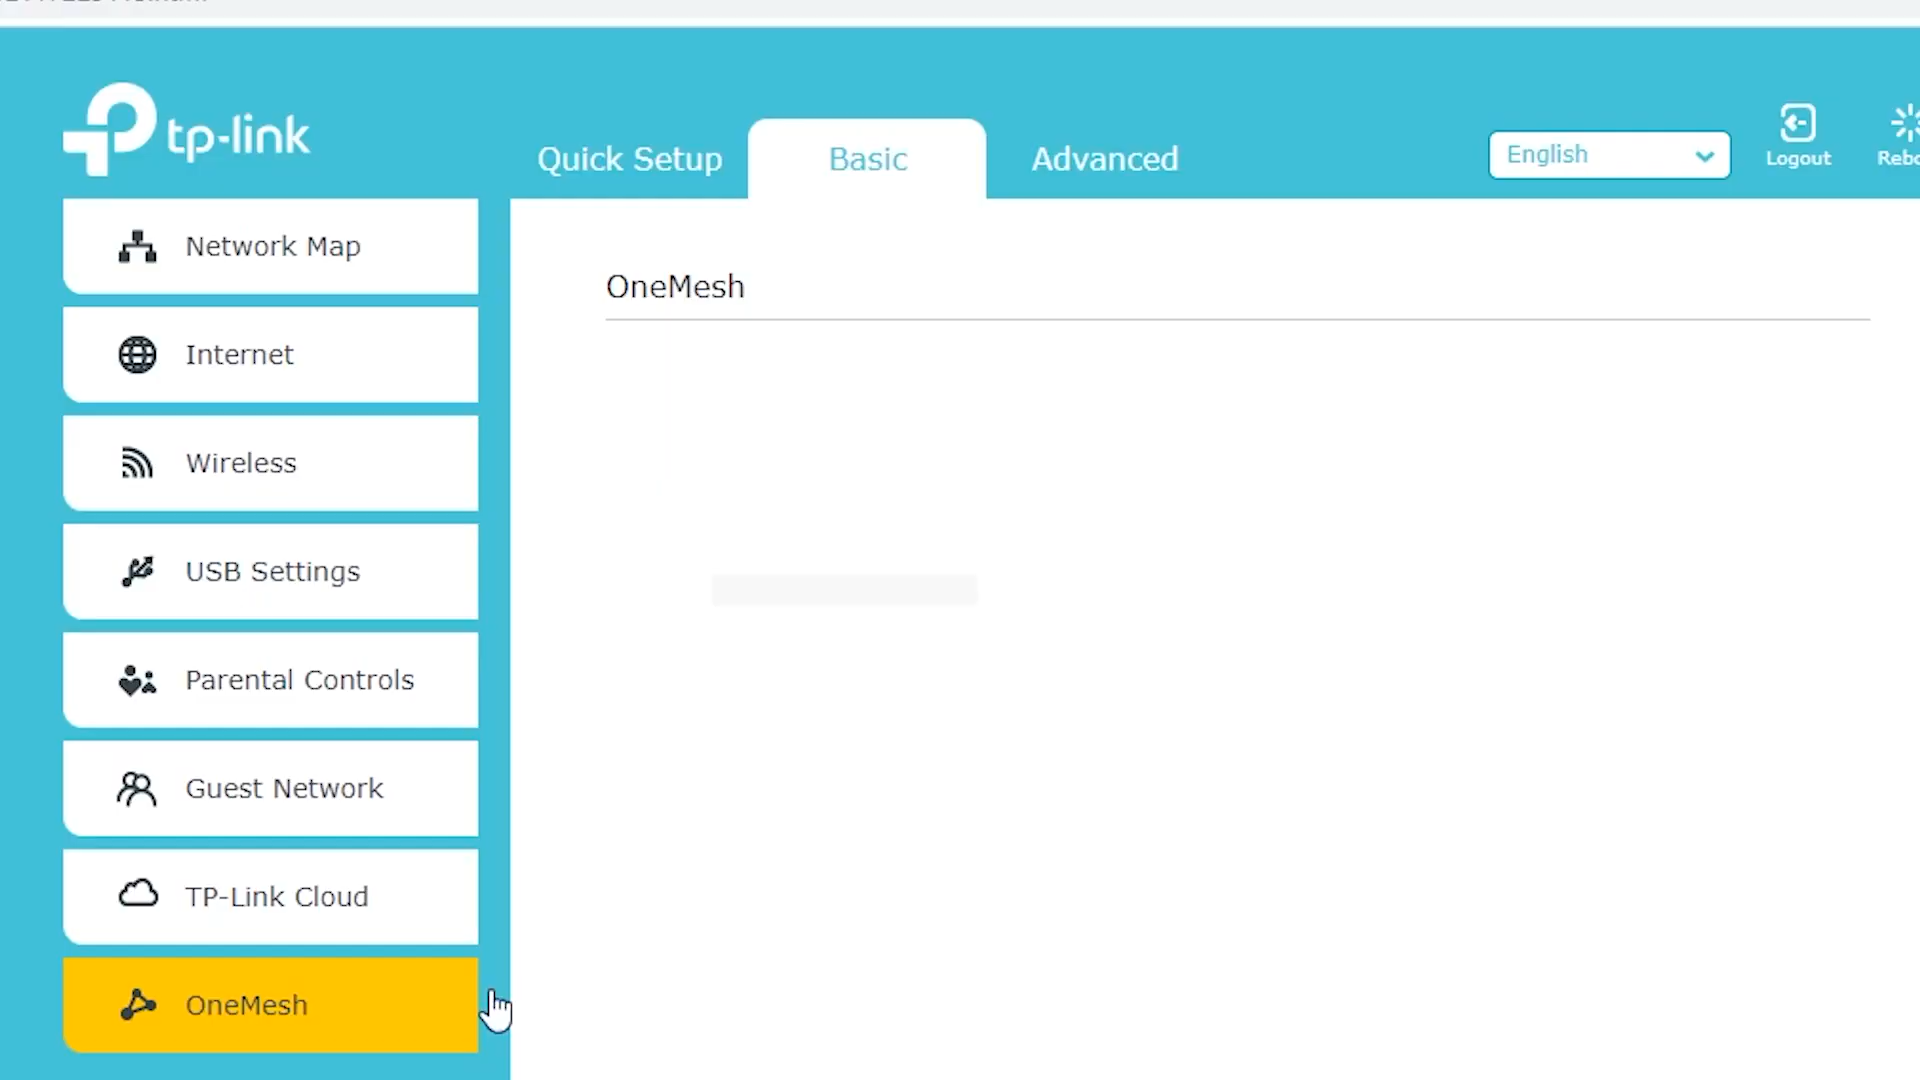 tp-link
Quick Setup
Basic
Advanced
English
Logout
Network Map
Internet
Wireless
USB Settings
Parental Controls
Guest Network
TP-Link Cloud
OneMesh
OneMesh